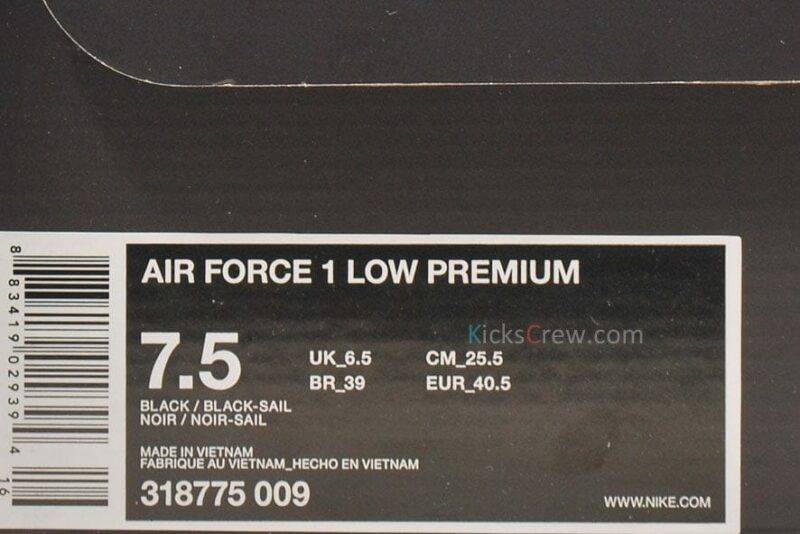 AIR FORCE 1 LOW PREMIUM
KicksCrew.com
7.5
UK_6.5 CM_25.5
BR_39 EUR_40.5
BLACK / BLACK-SAIL
NOIR / NOIR-SAIL
MADE IN VIETNAM
FABRIQUE AU VIETNAM_HECHO EN VIETNAM
318775 009
WWW.NIKE.COM
8 83419 02939 4
16